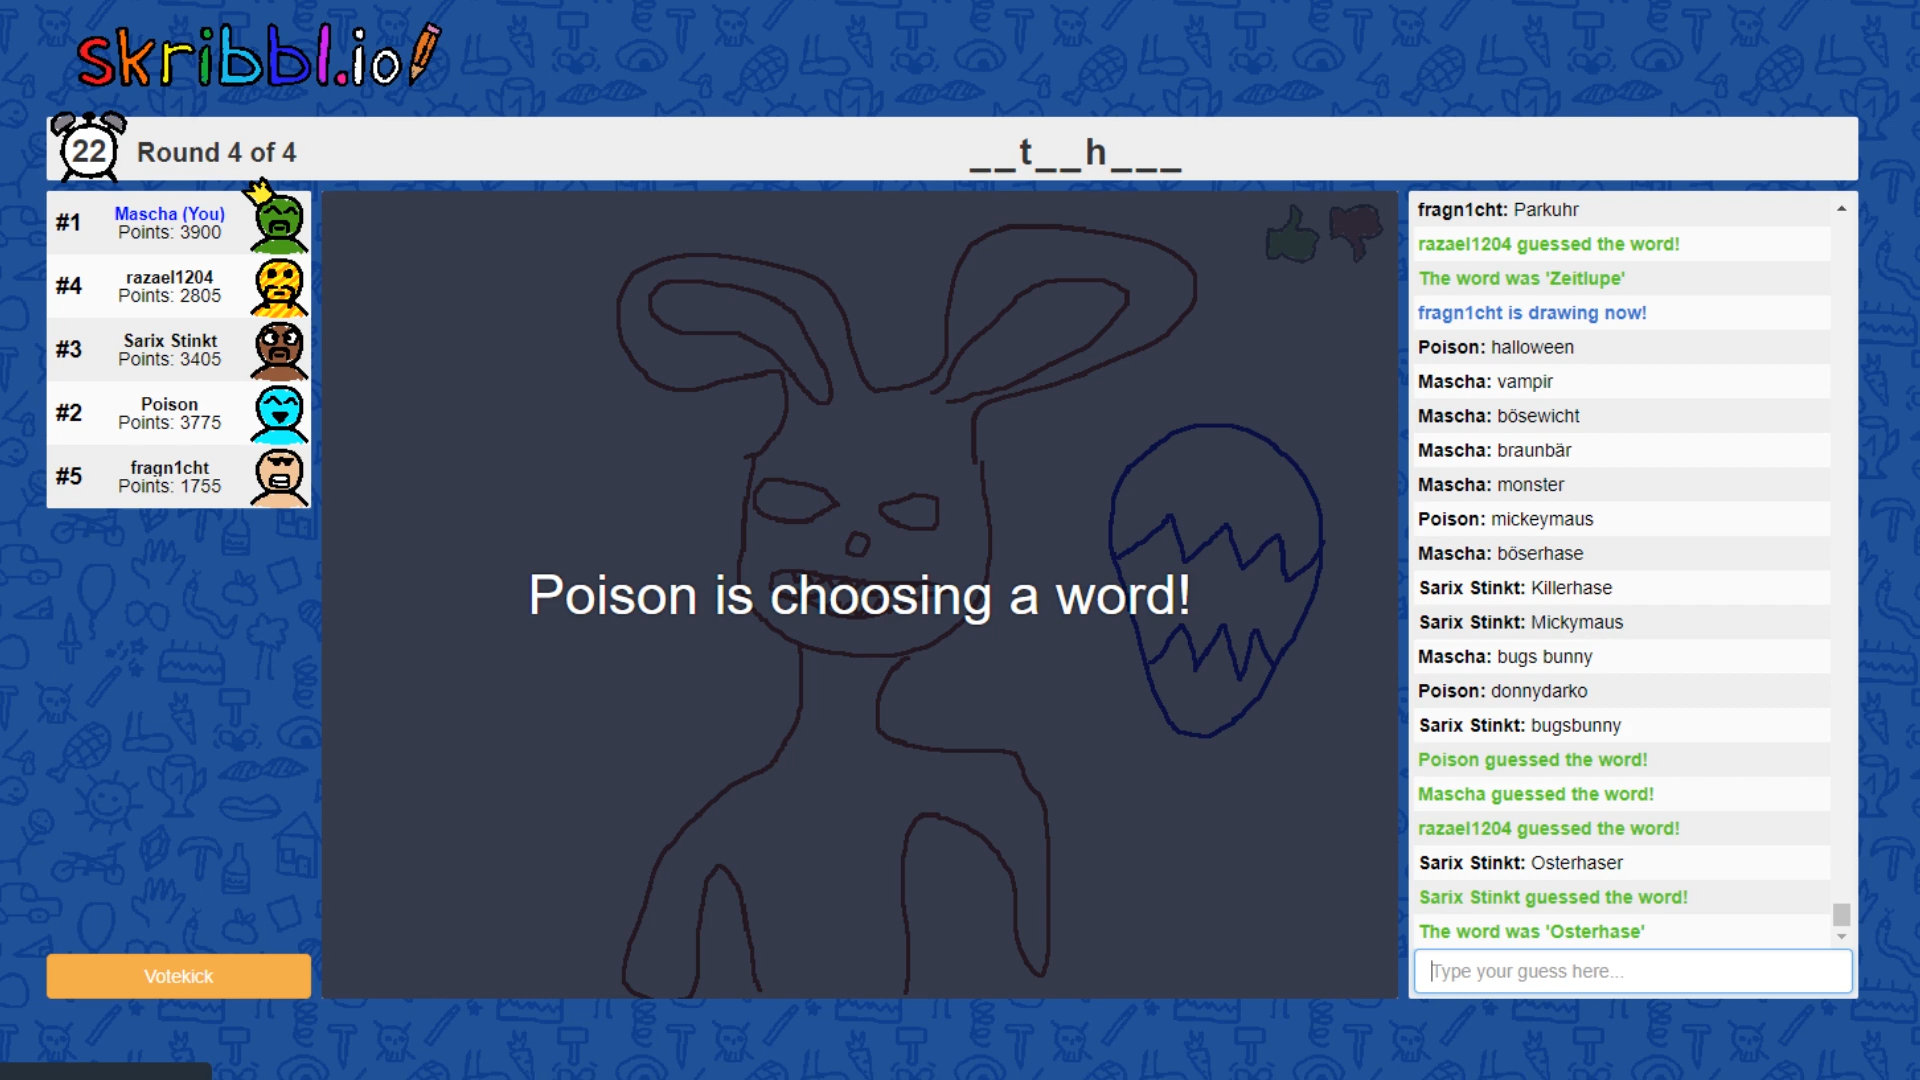 skribbl.io
22
Round 4 of 4
__t__h___
#1
Mascha (You)
Points: 3900
#4
razael1204
Points: 2805
#3
Sarix Stinkt
Points: 3405
#2
Poison
Points: 3775
#5
fragn1cht
Points: 1755
Votekick
Poison is choosing a word!
fragn1cht: Parkuhr
razael1204 guessed the word!
The word was 'Zeitlupe'
fragn1cht is drawing now!
Poison: halloween
Mascha: vampir
Mascha: bösewicht
Mascha: braunbär
Mascha: monster
Poison: mickeymaus
Mascha: böserhase
Sarix Stinkt: Killerhase
Sarix Stinkt: Mickymaus
Mascha: bugs bunny
Poison: donnydarko
Sarix Stinkt: bugsbunny
Poison guessed the word!
Mascha guessed the word!
razael1204 guessed the word!
Sarix Stinkt: Osterhaser
Sarix Stinkt guessed the word!
The word was 'Osterhase'
Type your guess here...